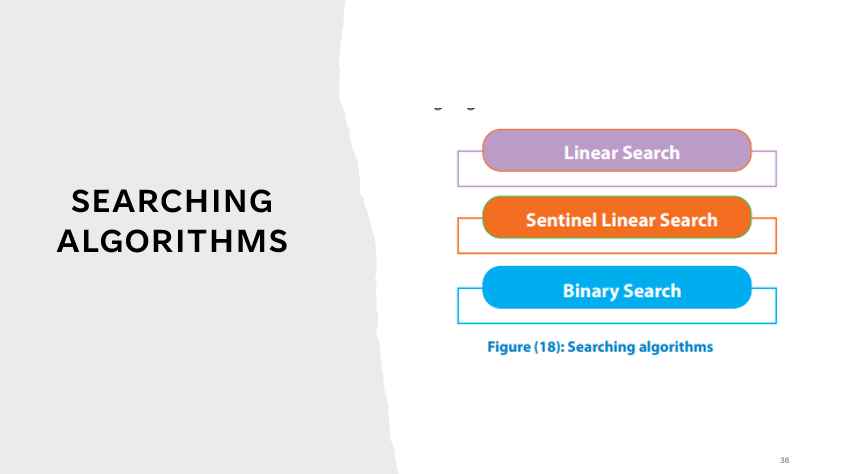 SEARCHING
ALGORITHMS
Linear Search
Sentinel Linear Search
Binary Search
Figure (18): Searching algorithms
36